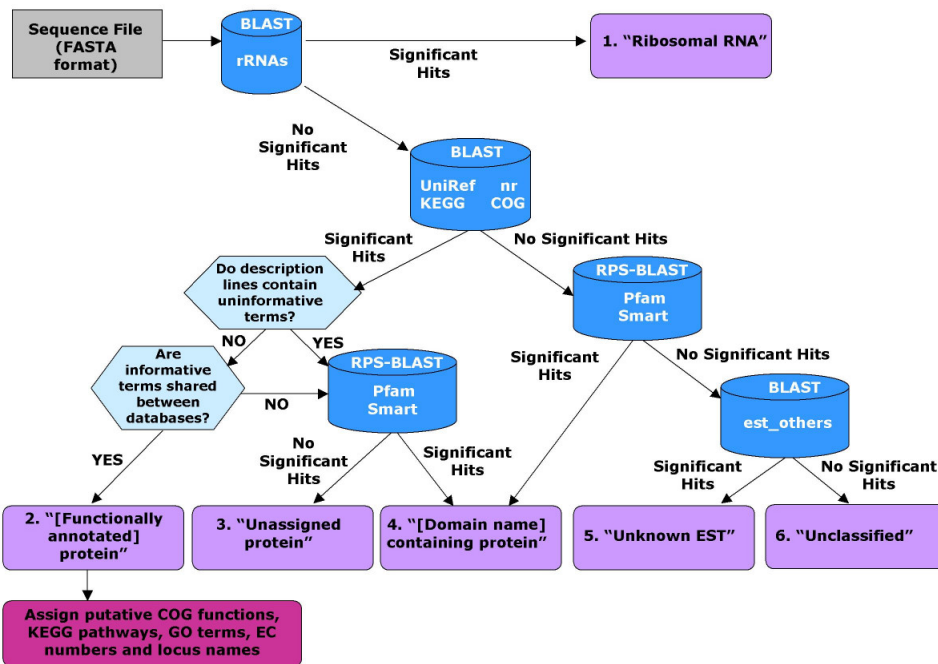 Sequence File
(FASTA
format)
BLAST
rRNAs
Significant
Hits
1. “Ribosomal RNA”
No
Significant
Hits
BLAST
UniRef nr
KEGG COG
Significant
Hits
No Significant Hits
Do description
lines contain
uninformative
terms?
RPS-BLAST
Pfam
Smart
NO
YES
Are
informative
terms shared
between
databases?
NO
RPS-BLAST
Pfam
Smart
Significant
Hits
No Significant Hits
BLAST
est_others
YES
No
Significant
Hits
Significant
Hits
Significant
Hits
No Significant
Hits
2. “[Functionally
annotated]
protein”
3. “Unassigned
protein”
4. “[Domain name]
containing protein”
5. “Unknown EST”
6. “Unclassified”
Assign putative COG functions,
KEGG pathways, GO terms, EC
numbers and locus names